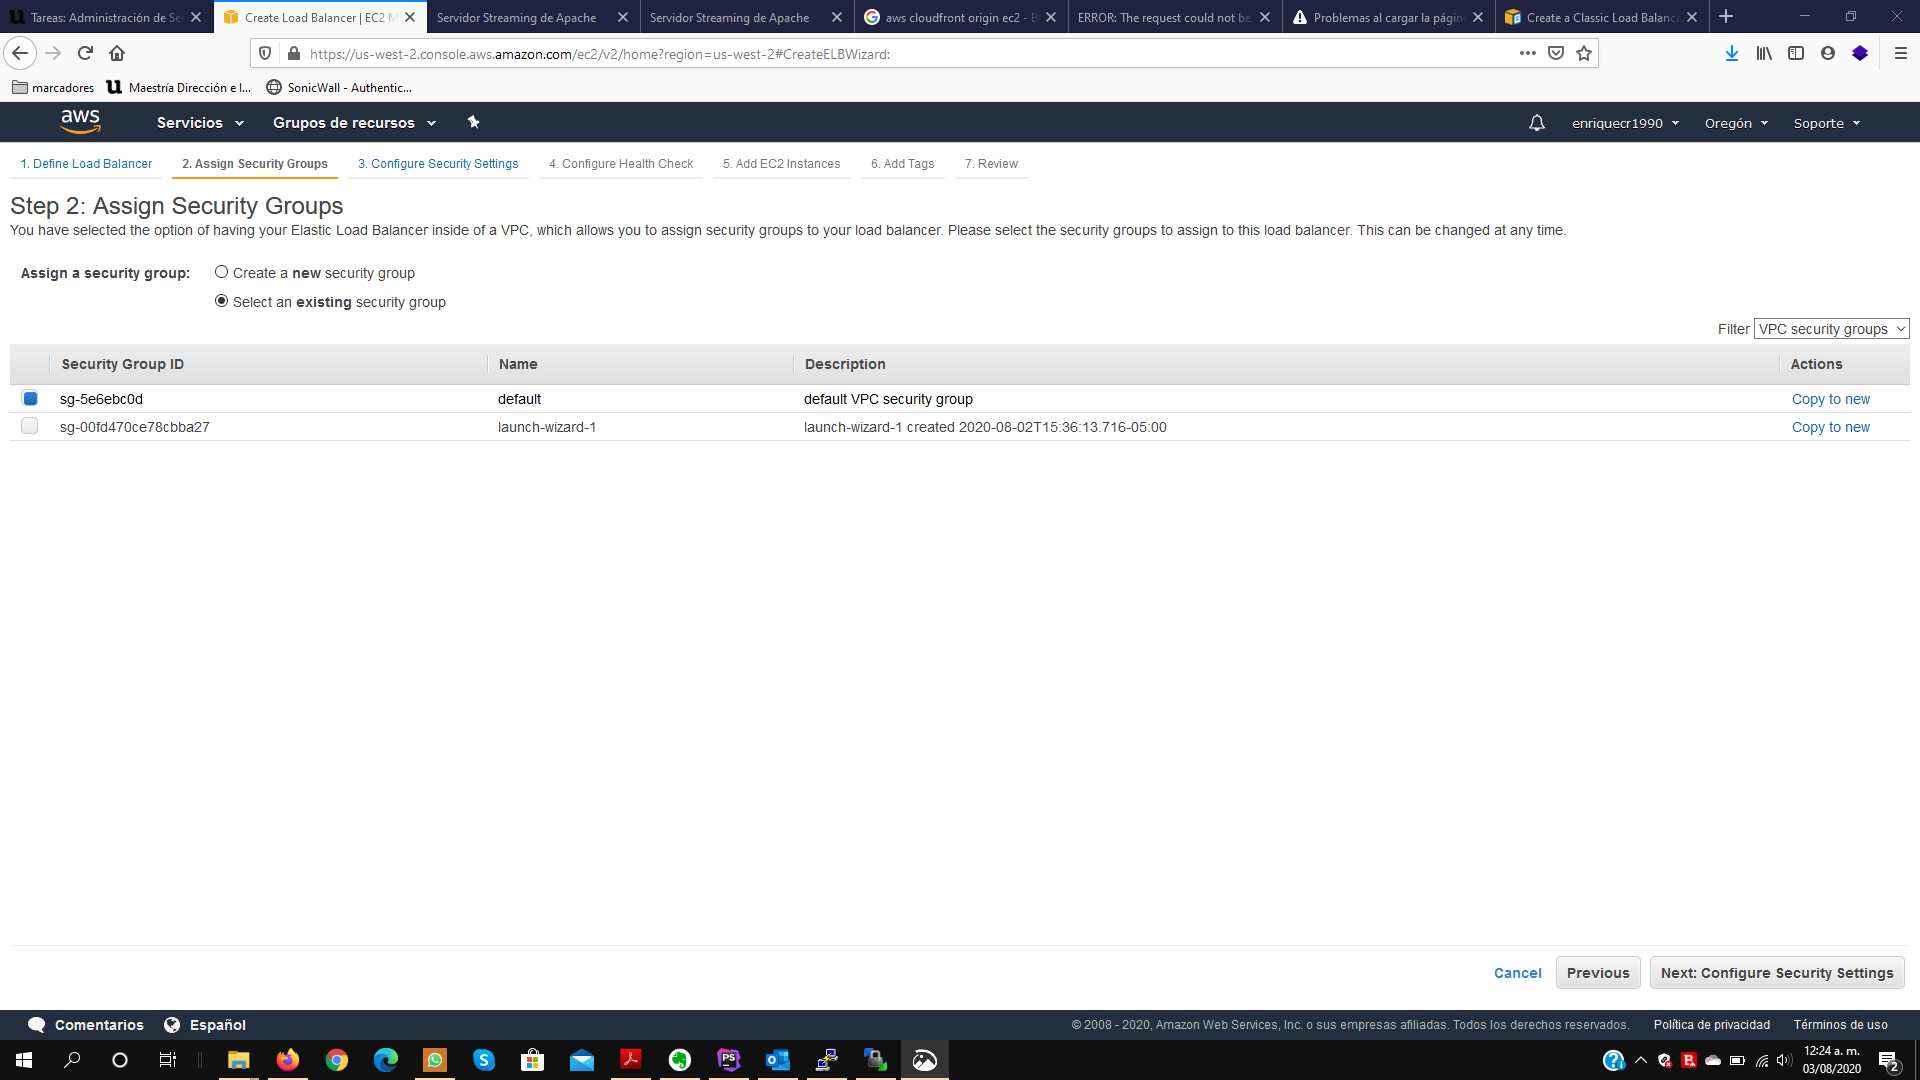 Tareas: Administración de Se
Create Load Balancer | EC2 M
Servidor Streaming de Apache
Servidor Streaming de Apache
aws cloudfront origin ec2 - B
ERROR: The request could not be
Problemas al cargar la página
Create a Classic Load Balance
https://us-west-2.console.aws.amazon.com/ec2/v2/home?region=us-west-2#CreateELBWizard:
marcadores
Maestría Dirección e I...
SonicWall - Authentic...
aws
Servicios
Grupos de recursos
enriquecr1990
Oregón
Soporte
1. Define Load Balancer
2. Assign Security Groups
3. Configure Security Settings
4. Configure Health Check
5. Add EC2 Instances
6. Add Tags
7. Review
Step 2: Assign Security Groups
You have selected the option of having your Elastic Load Balancer inside of a VPC, which allows you to assign security groups to your load balancer. Please select the security groups to assign to this load balancer. This can be changed at any time.
Assign a security group:
Create a new security group
Select an existing security group
Filter VPC security groups
Security Group ID Name Description Actions
sg-5e6ebc0d default default VPC security group Copy to new
sg-00fd470ce78cbba27 launch-wizard-1 launch-wizard-1 created 2020-08-02T15:36:13.716-05:00 Copy to new
Cancel
Previous
Next: Configure Security Settings
Comentarios
Español
© 2008 - 2020, Amazon Web Services, Inc. o sus empresas afiliadas. Todos los derechos reservados.
Política de privacidad
Términos de uso
12:24 a. m.
03/08/2020
2